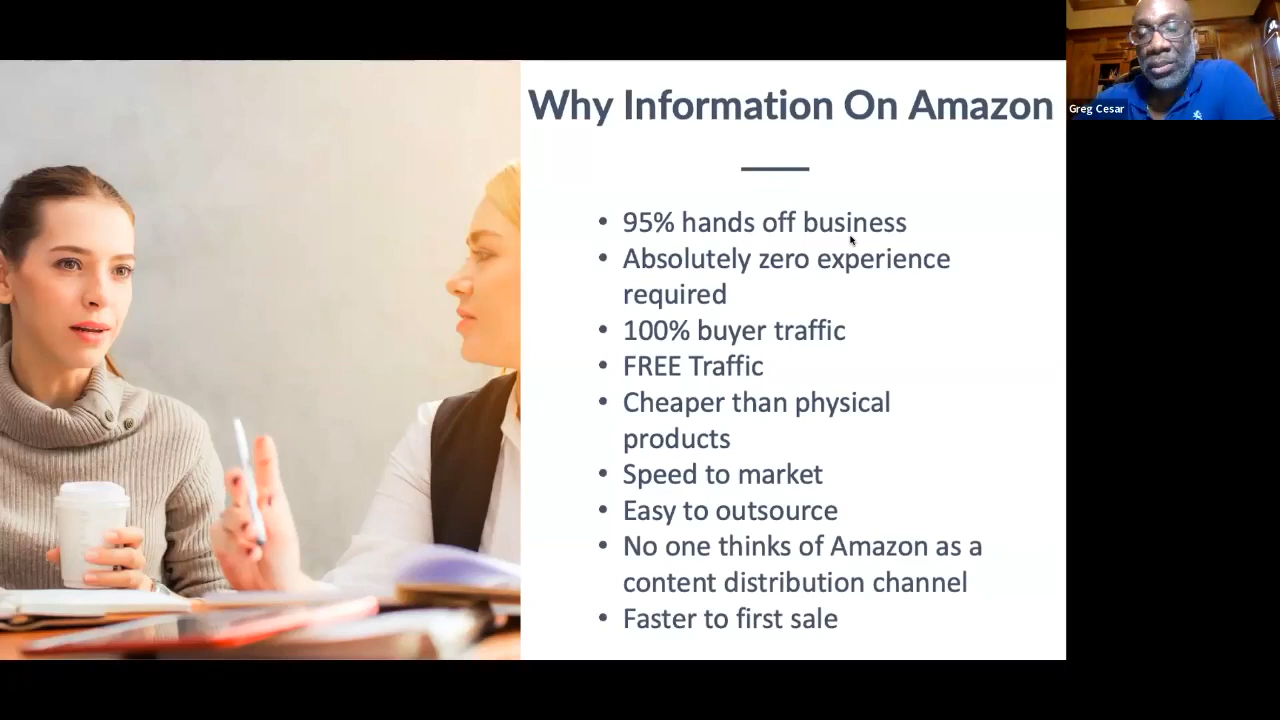 Why Information On Amazon
• 95% hands off business
• Absolutely zero experience
required
• 100% buyer traffic
• FREE Traffic
• Cheaper than physical
products
• Speed to market
• Easy to outsource
• No one thinks of Amazon as a
content distribution channel
• Faster to first sale
Greg Cesar